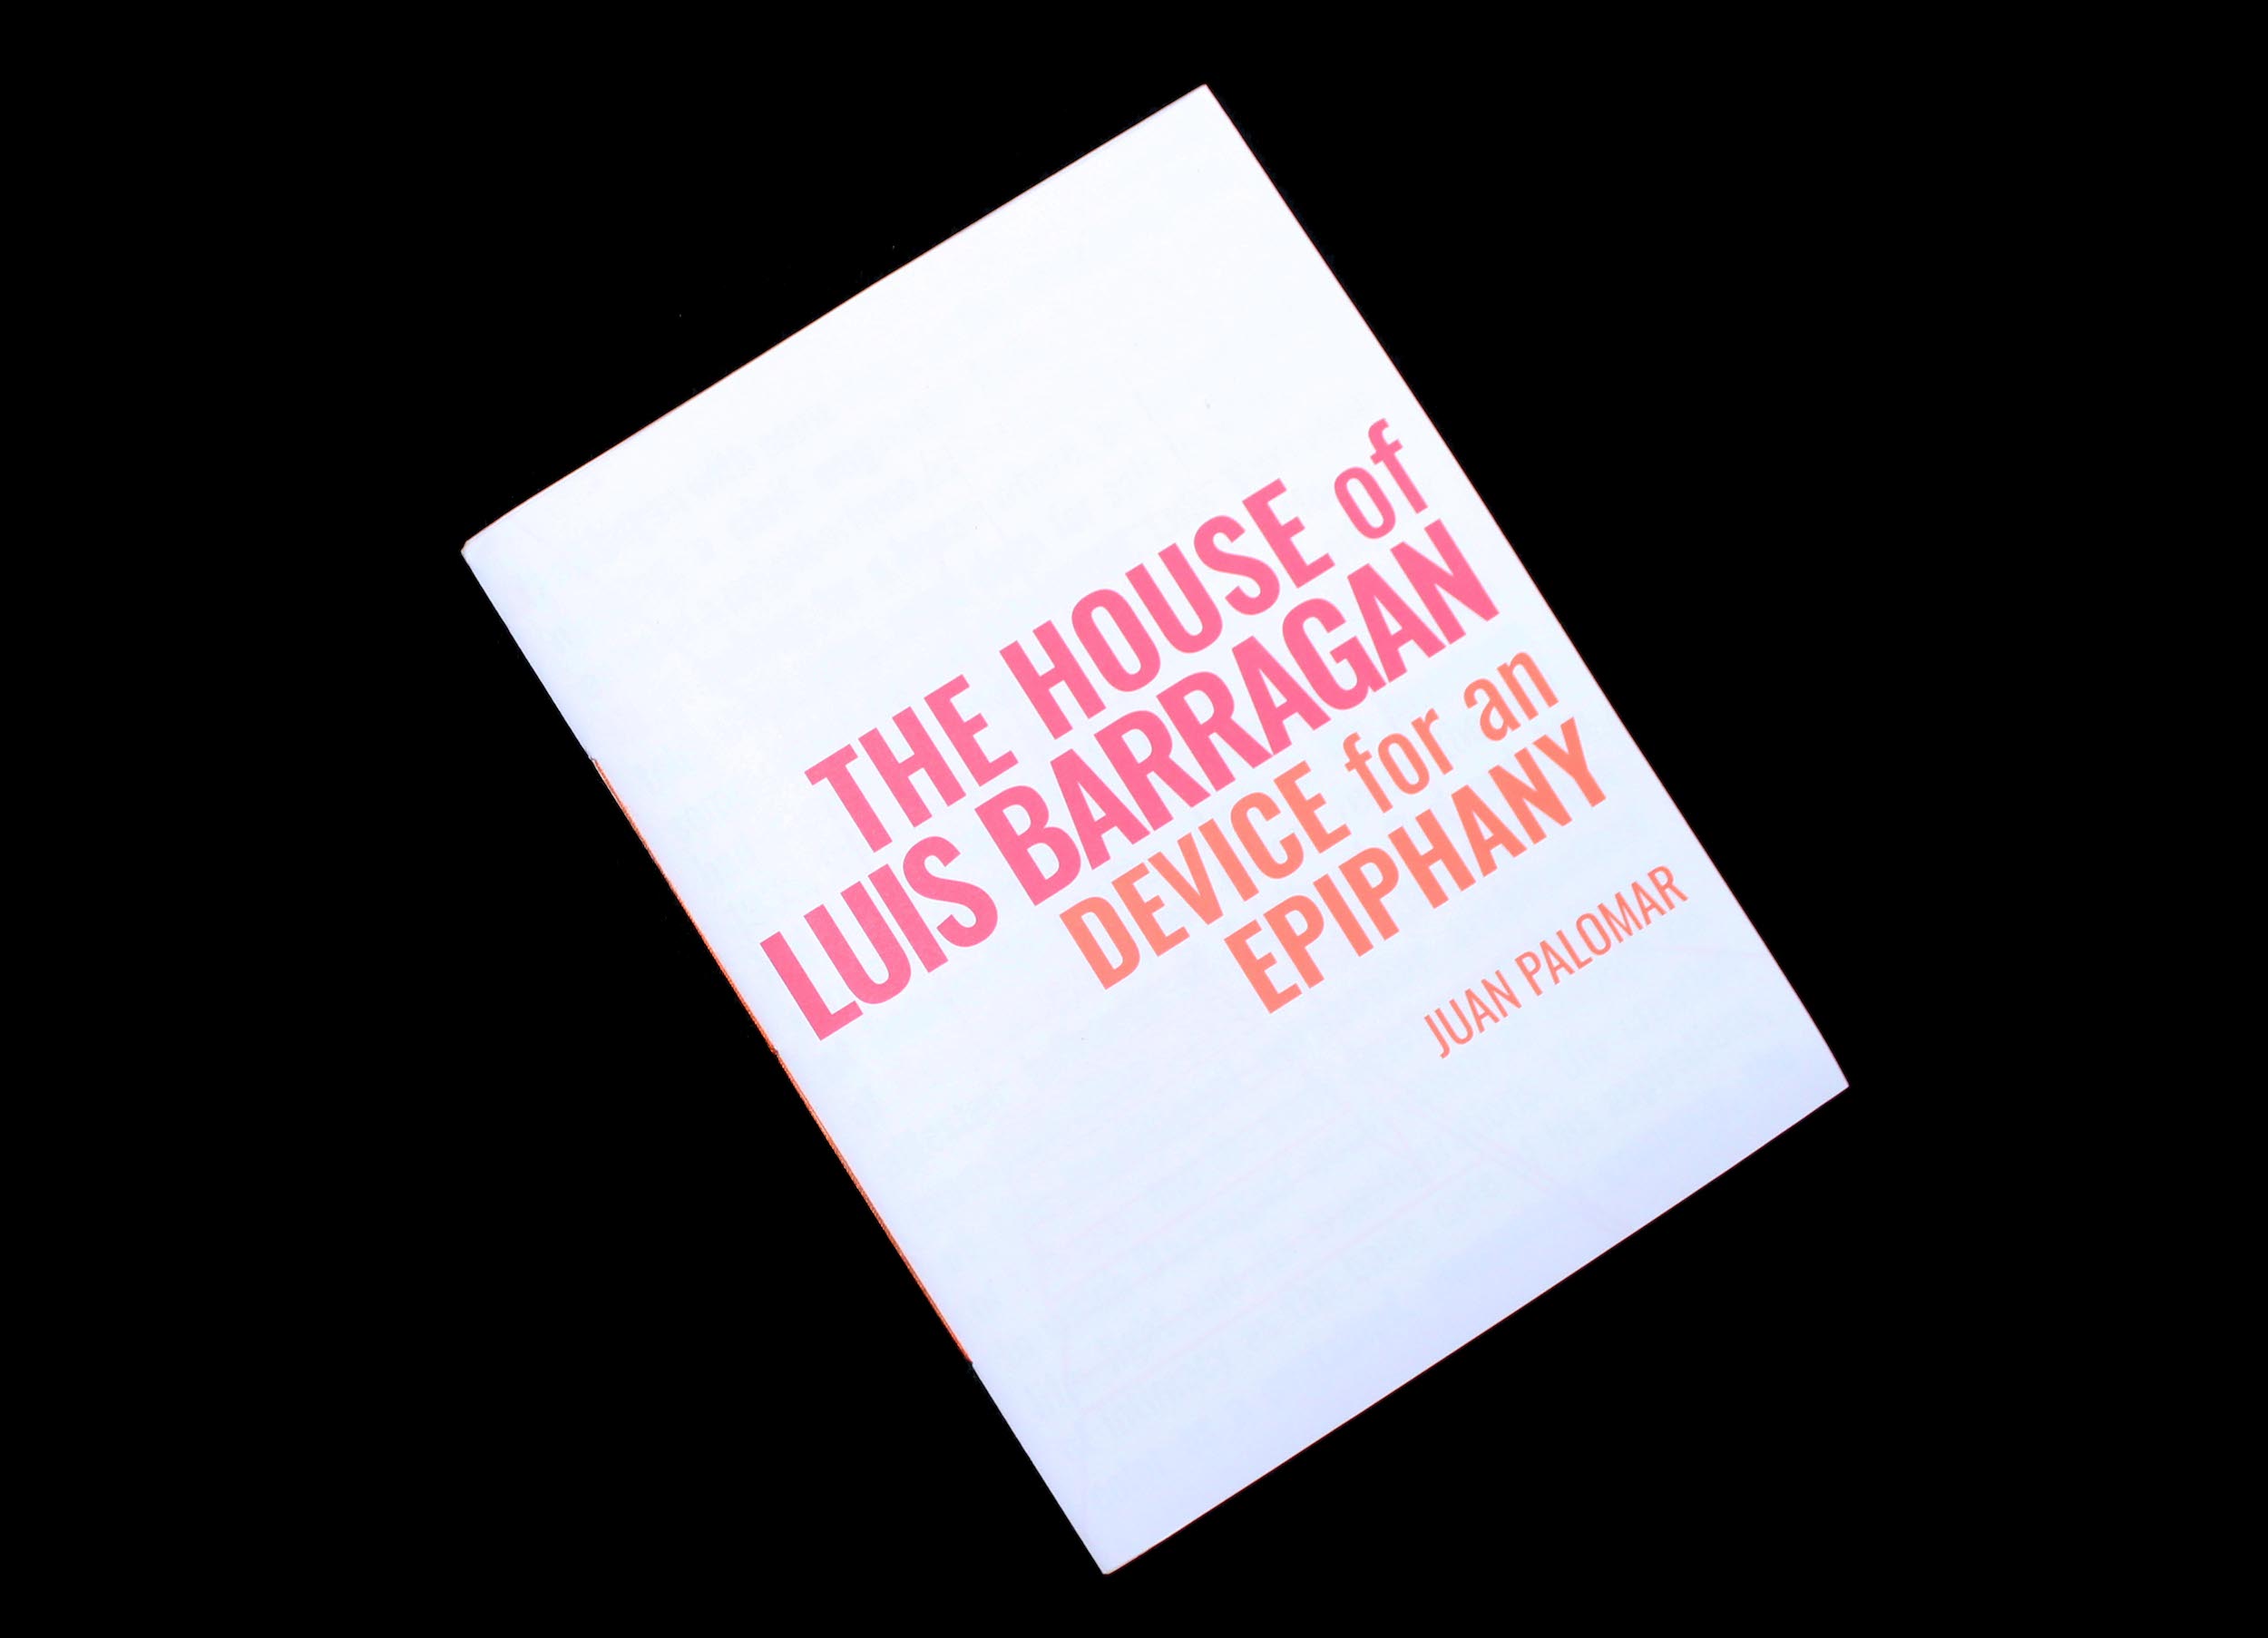 THE HOUSE of
LUIS BARRAGAN
DEVICE for an
EPIPHANY
JUAN PALOMAR